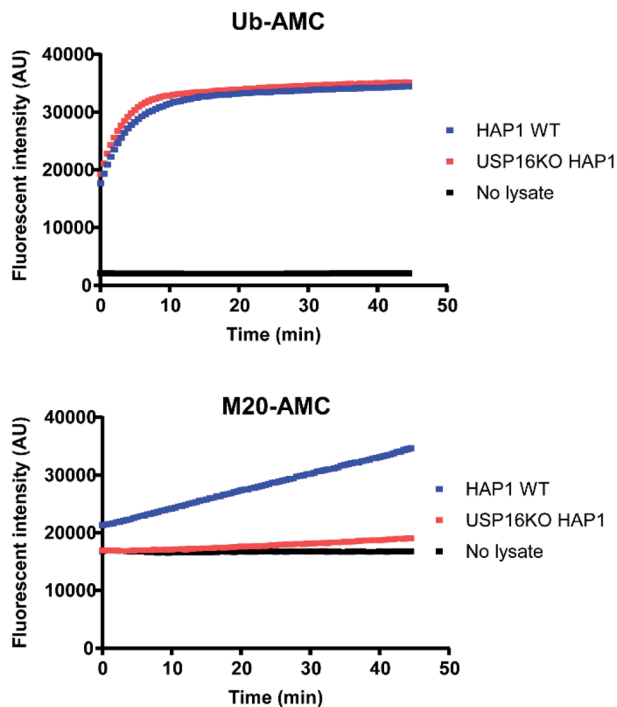 Ub-AMC
Fluorescent intensity (AU)
40000
30000
20000
10000
0
0 10 20 30 40 50
Time (min)
HAP1 WT
USP16KO HAP1
No lysate
M20-AMC
Fluorescent intensity (AU)
40000
30000
20000
10000
0
0 10 20 30 40 50
Time (min)
HAP1 WT
USP16KO HAP1
No lysate